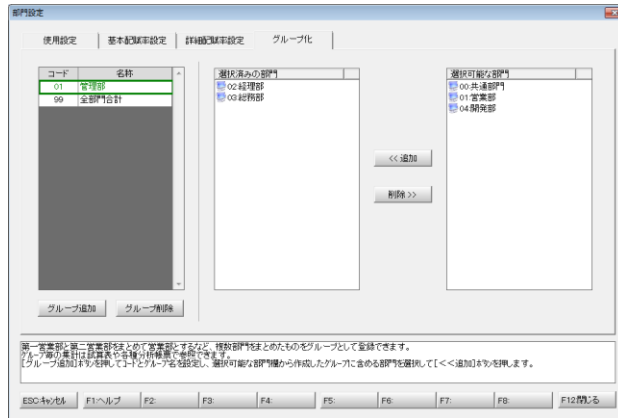 部門設定
使用設定
基本配賦率設定
詳細配賦率設定
グループ化
コード 名称
01 管理部
99 全部門合計
選択済みの部門
02:経理部
03:総務部
<< 追加
削除 >>
選択可能な部門
00:共通部門
01:営業部
04:開発部
グループ追加
グループ削除
第一営業部と第二営業部をまとめて営業部とするなど、複数部門をまとめたものをグループとして登録できます。
グループ毎の集計は試算表や各種分析帳票で参照できます。
[グループ追加]ボタンを押してコードとグループ名を設定し、選択可能な部門欄から作成したグループに含める部門を選択して[<<追加]ボタンを押します。
ESC:キャンセル F1:ヘルプ F2: F3: F4: F5: F6: F7: F8: F12:閉じる